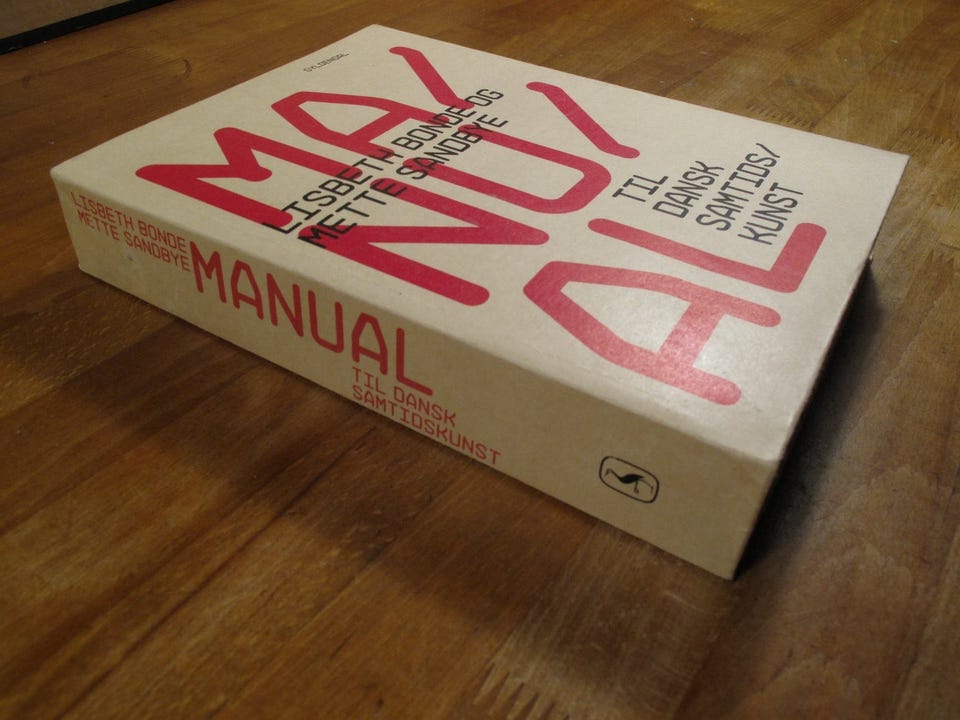 GYLDENDAL
MA/
NU/
AL
LISBETH BONDE OG
METTE SANDBYE
TIL
DANSK
SAMTIDS/
KUNST
LISBETH BONDE
METTE SANDBYE
MANUAL
TIL DANSK
SAMTIDSKUNST